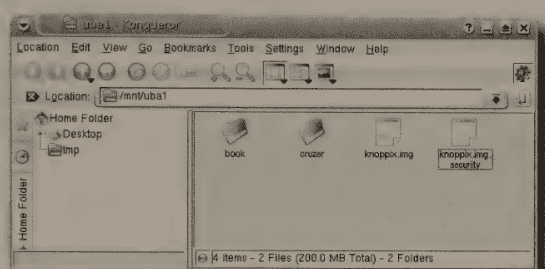 uba1 - Konqueror
Location Edit View Go Bookmarks Tools Settings Window Help
Location: /mnt/uba1
Home Folder
Desktop
tmp
Home Folder
book
cruzer
knoppix.img
knoppix.img.
security
4 Items - 2 Files (200.0 MB Total) - 2 Folders